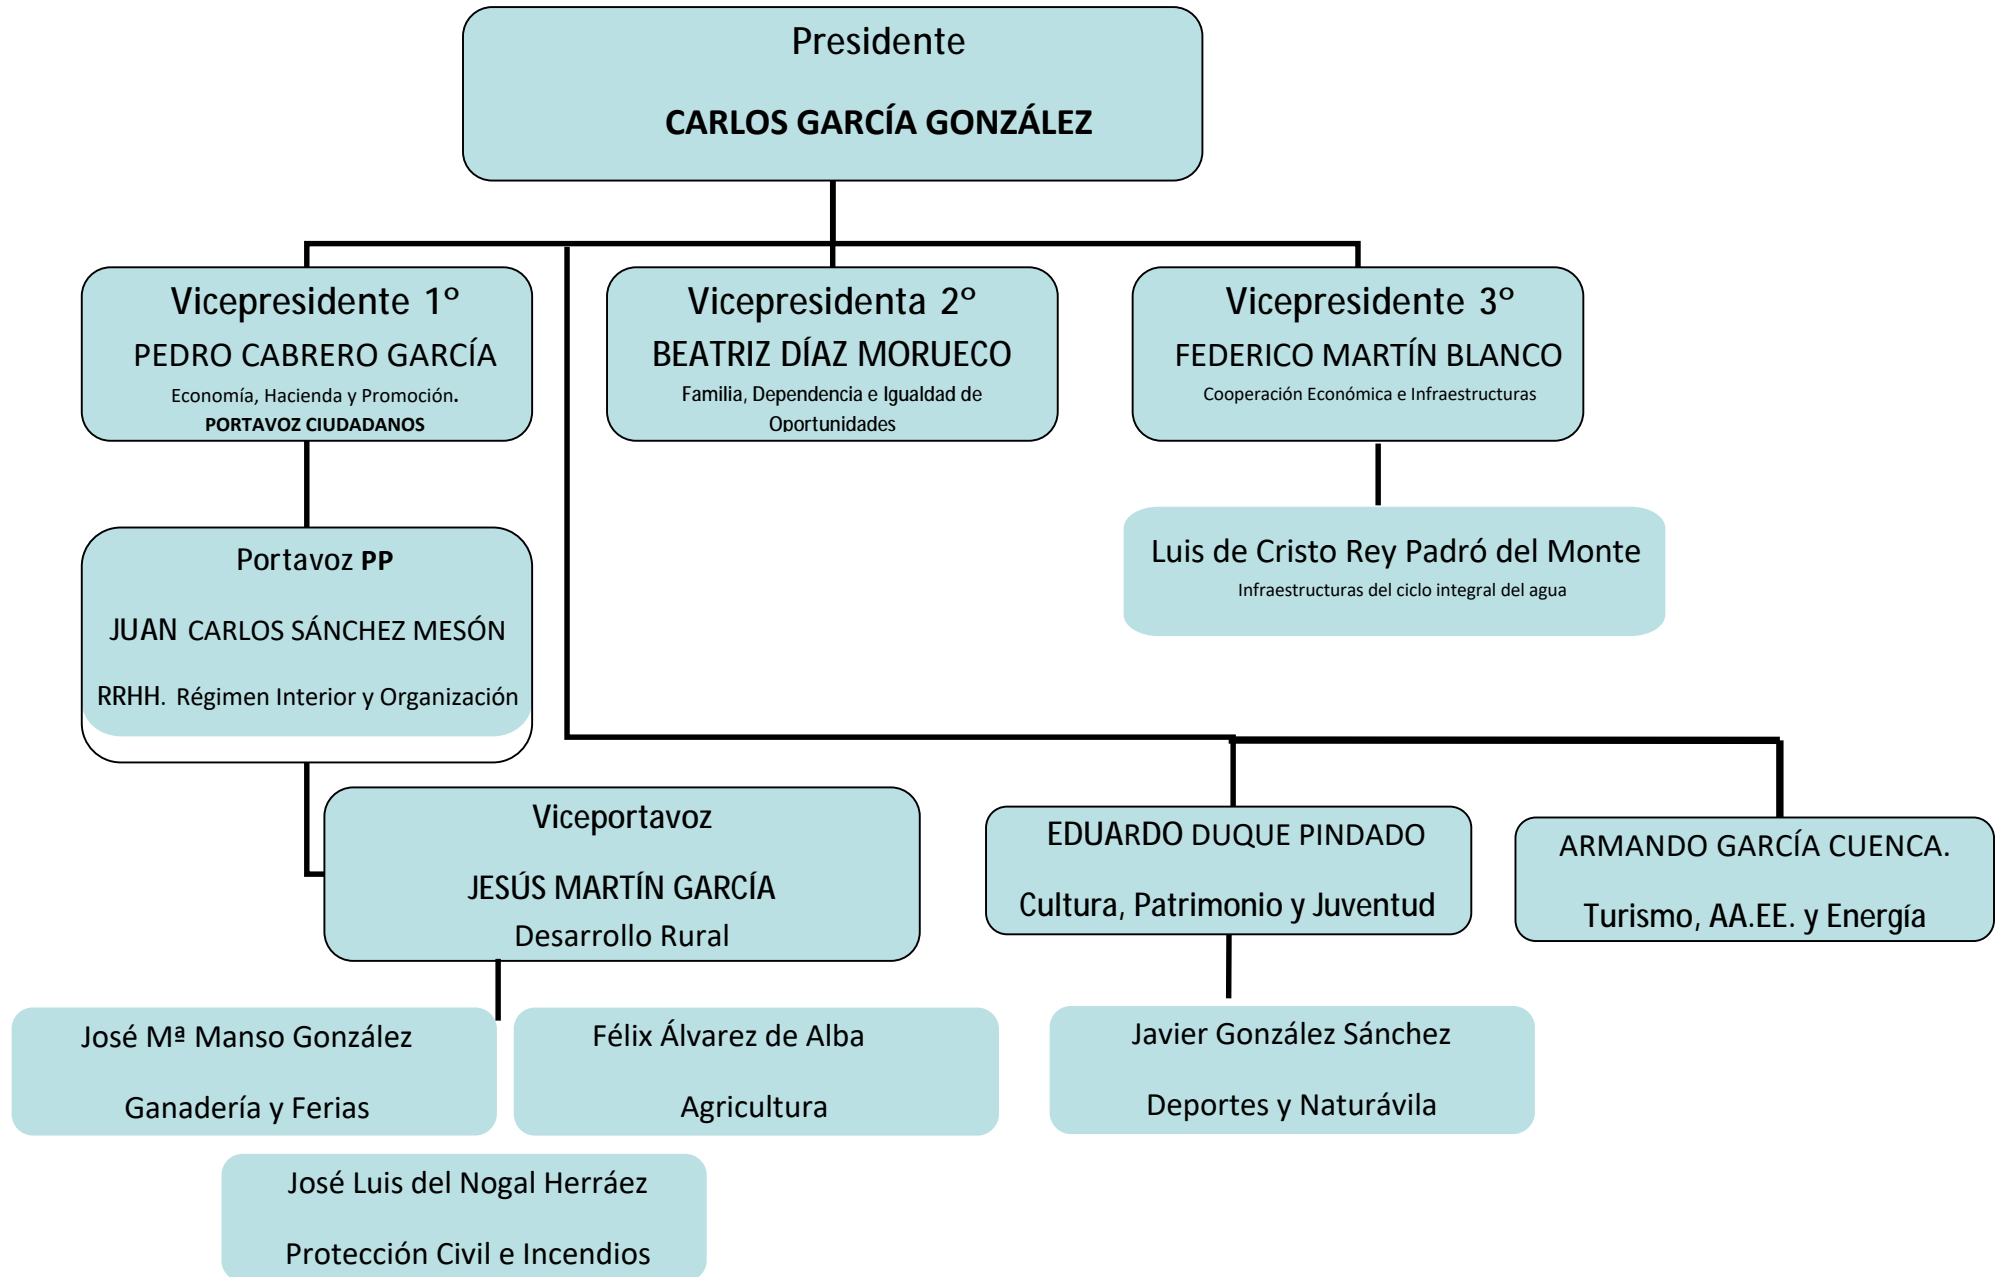 Presidente
CARLOS GARCÍA GONZÁLEZ
Vicepresidente 1º
PEDRO CABRERO GARCÍA
Economía, Hacienda y Promoción.
PORTAVOZ CIUDADANOS
Vicepresidenta 2º
BEATRIZ DÍAZ MORUECO
Familia, Dependencia e Igualdad de
Oportunidades
Vicepresidente 3º
FEDERICO MARTÍN BLANCO
Cooperación Económica e Infraestructuras
Portavoz PP
JUAN CARLOS SÁNCHEZ MESÓN
RRHH. Régimen Interior y Organización
Luis de Cristo Rey Padró del Monte
Infraestructuras del ciclo integral del agua
Viceportavoz
JESÚS MARTÍN GARCÍA
Desarrollo Rural
EDUARDO DUQUE PINDADO
Cultura, Patrimonio y Juventud
ARMANDO GARCÍA CUENCA.
Turismo, AA.EE. y Energía
José Mª Manso González
Ganadería y Ferias
Félix Álvarez de Alba
Agricultura
Javier González Sánchez
Deportes y Naturávila
José Luis del Nogal Herráez
Protección Civil e Incendios